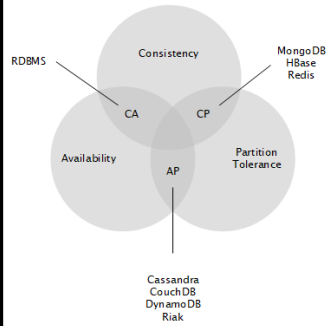 Consistency
RDBMS
MongoDB
HBase
Redis
CA
CP
Availability
Partition
Tolerance
AP
Cassandra
CouchDB
DynamoDB
Riak